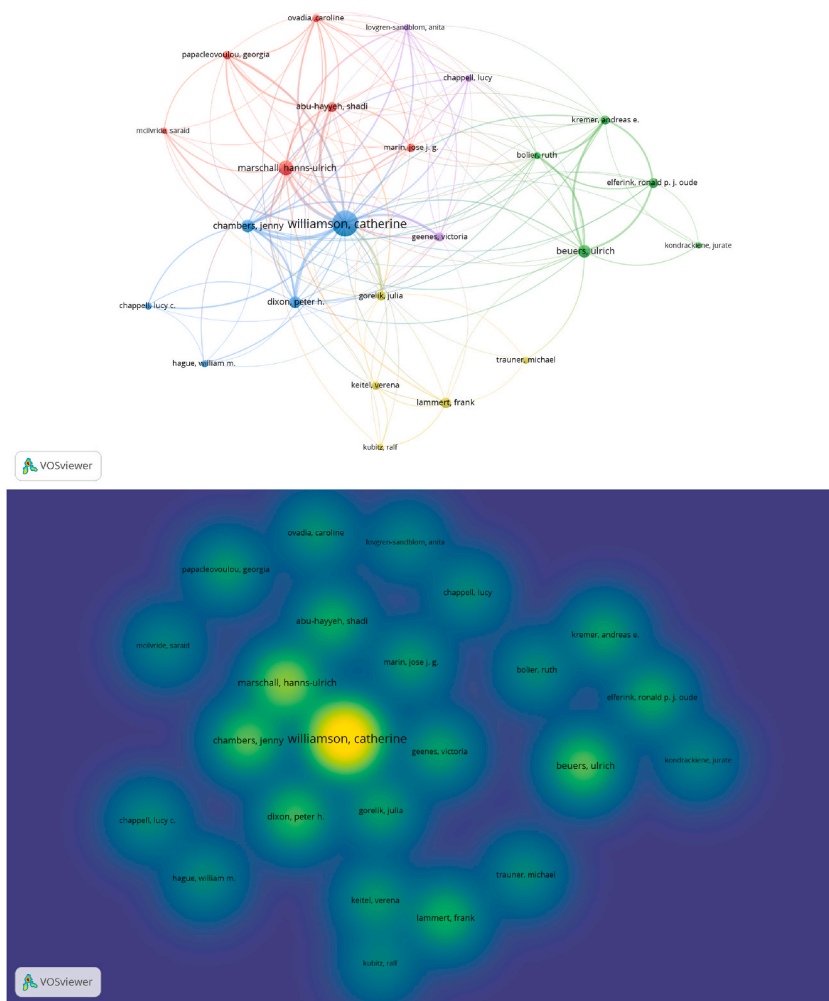 ovadia, caroline
lovgren-sandblom, anita
papacleovoulou, georgia
chappell, lucy
abu-hayyeh, shadi
kremer, andreas e.
mcilvride, saraid
marin, jose j. g.
bolier, ruth
marschall, hanns-ulrich
elferink, ronald p. j. oude
chambers, jenny
williamson, catherine
geenes, victoria
kondrackiene, jurate
beuers, ulrich
gorelik, julia
dixon, peter h.
chappell, lucy c.
hague, william m.
trauner, michael
keitel, verena
lammert, frank
kubitz, ralf
VOSviewer
ovadia, caroline
lovgren-sandblom, anita
papacleovoulou, georgia
chappell, lucy
abu-hayyeh, shadi
kremer, andreas e.
mcilvride, saraid
marin, jose j. g.
bolier, ruth
marschall, hanns-ulrich
elferink, ronald p. j. oude
chambers, jenny
williamson, catherine
geenes, victoria
kondrackiene, jurate
beuers, ulrich
gorelik, julia
dixon, peter h.
chappell, lucy c.
hague, william m.
trauner, michael
keitel, verena
lammert, frank
kubitz, ralf
VOSviewer